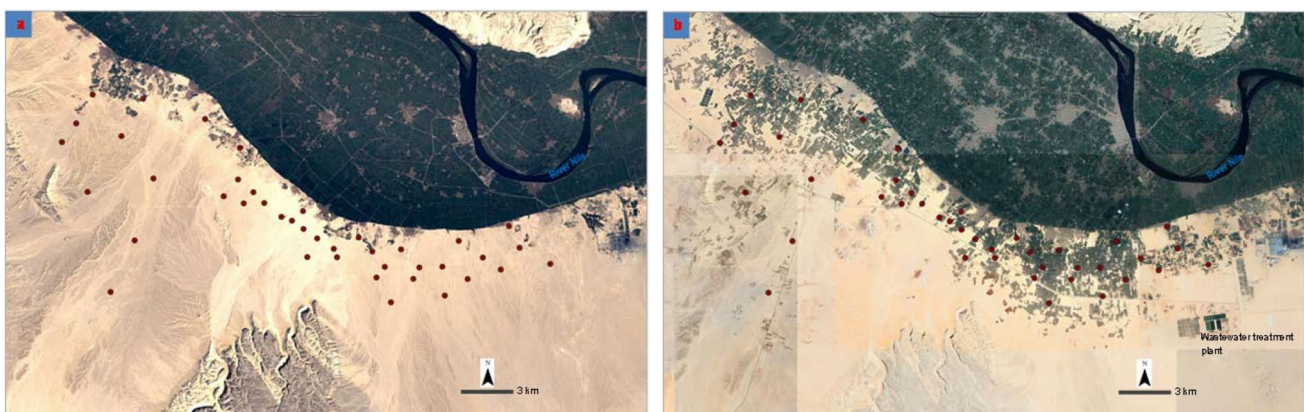 a
River Nile
N
3 km
b
River Nile
Wastewater treatment
plant
N
3 km